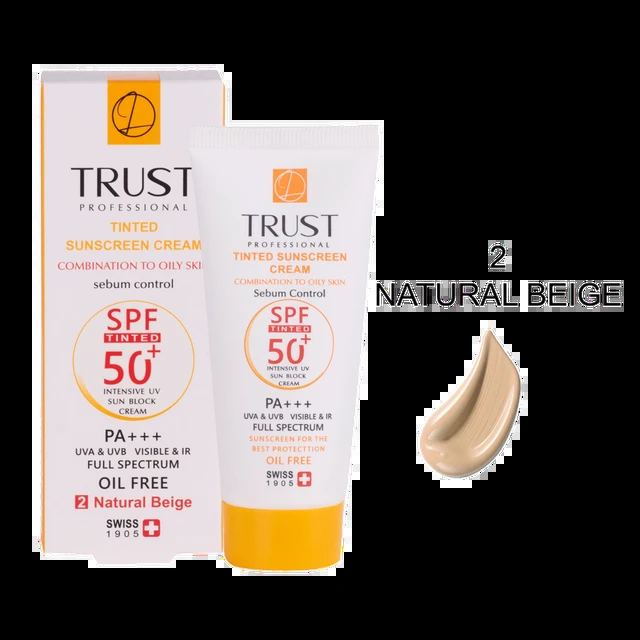 TRUST
PROFESSIONAL
TINTED
SUNSCREEN CREAM
COMBINATION TO OILY SKIN
sebum control
SPF
TINTED
50+
INTENSIVE UV
SUN BLOCK
CREAM
PA+++
UVA & UVB VISIBLE & IR
FULL SPECTRUM
OIL FREE
2 Natural Beige
SWISS
1905
TRUST
PROFESSIONAL
TINTED SUNSCREEN
CREAM
COMBINATION TO OILY SKIN
Sebum Control
SPF
TINTED
50+
INTENSIVE UV
SUN BLOCK
CREAM
PA+++
UVA & UVB VISIBLE & IR
FULL SPECTRUM
SUNSCREEN FOR THE
BEST PROTECTTION
OIL FREE
SWISS
1905
2
NATURAL BEIGE